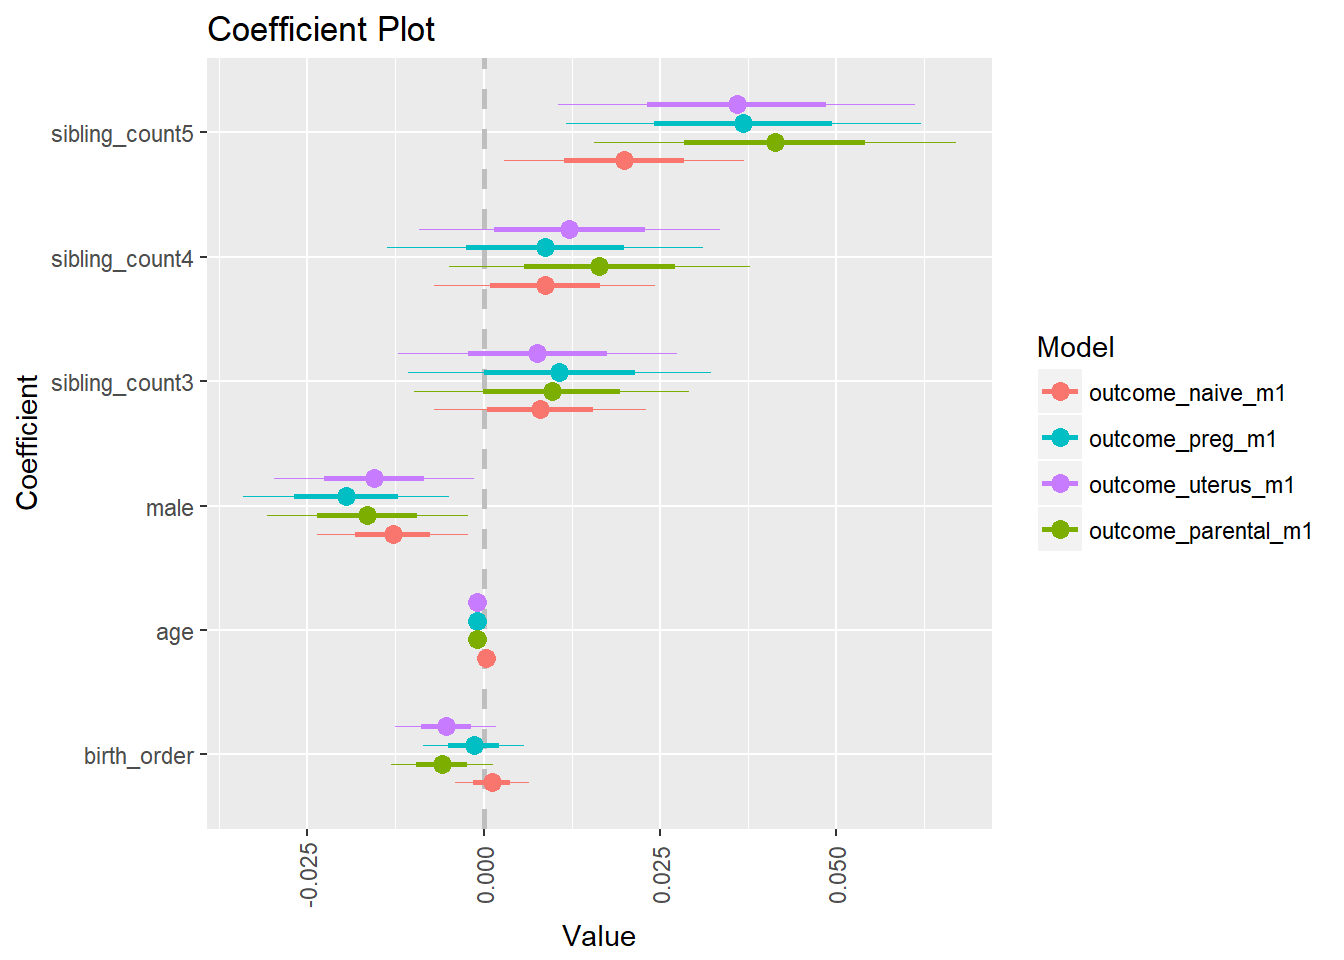 Coefficient Plot
sibling_count5
sibling_count4
sibling_count3
male
age
birth_order
Coefficient
-0.025
0.000
0.025
0.050
Value
Model
outcome_naive_m1
outcome_preg_m1
outcome_uterus_m1
outcome_parental_m1